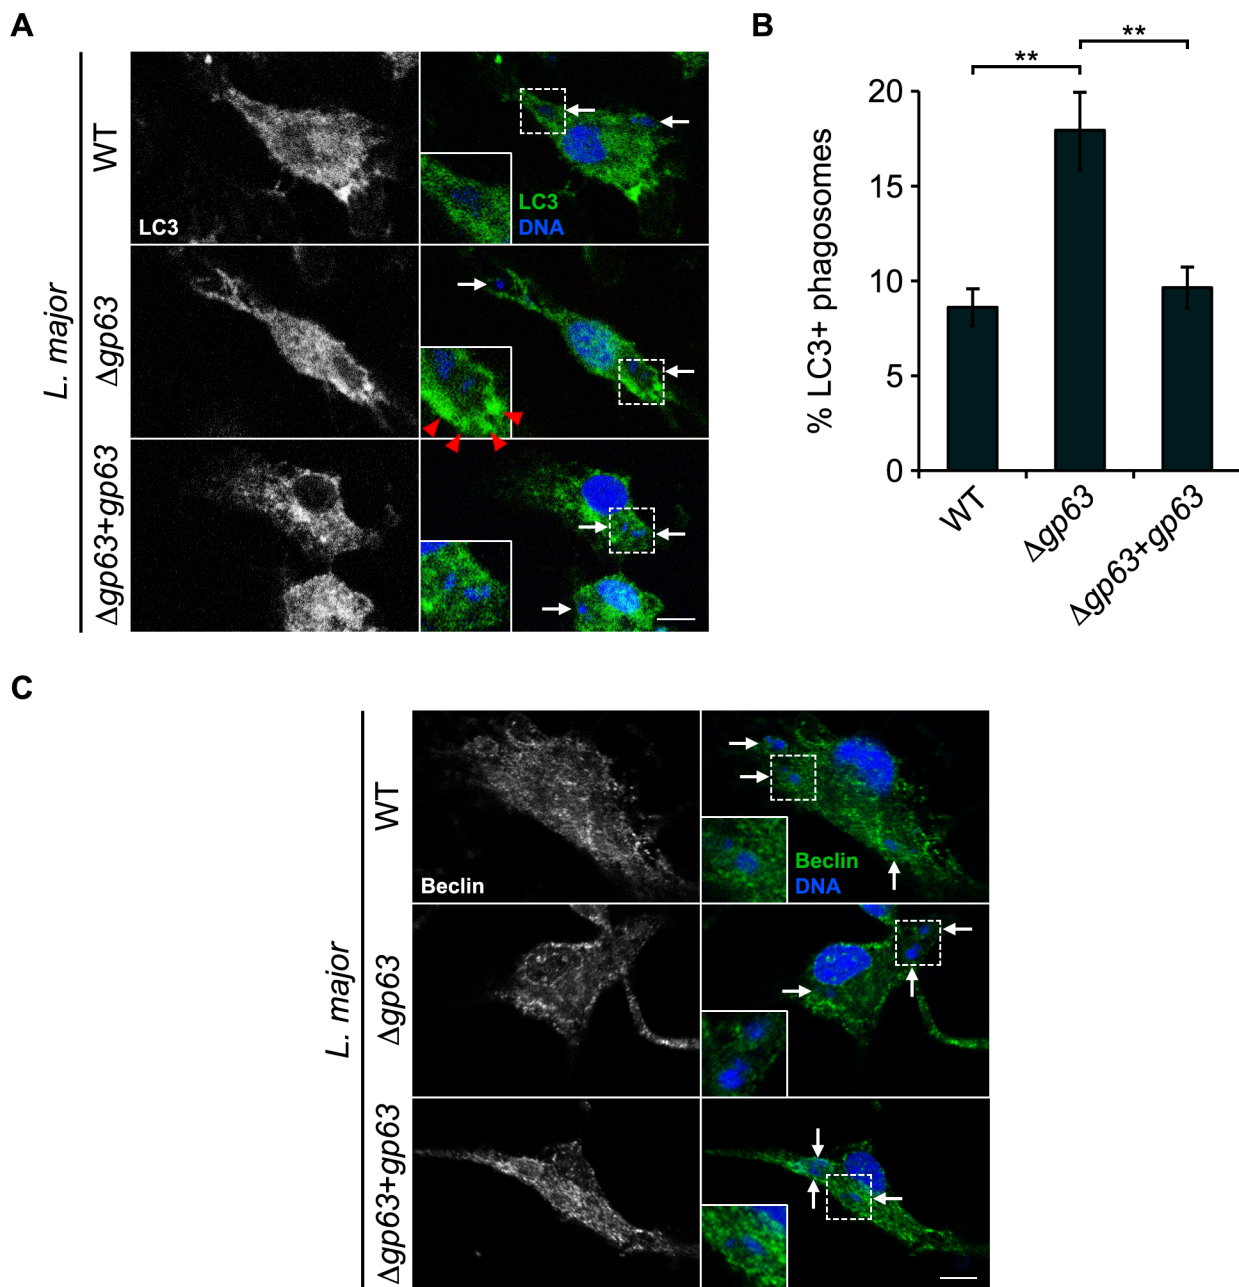 A
L. major
WT
Δgp63
Δgp63+gp63
LC3
LC3
DNA
B
**
**
% LC3+ phagosomes
20
15
10
5
0
WT
Δgp63
Δgp63+gp63
C
L. major
WT
Δgp63
Δgp63+gp63
Beclin
Beclin
DNA